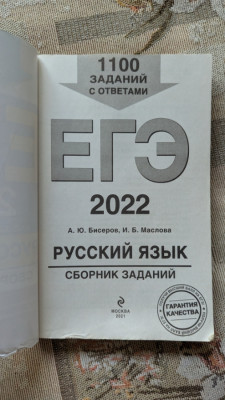 1100
ЗАДАНИЙ
С ОТВЕТАМИ
ЕГЭ
2022
А. Ю. Бисеров, И. Б. Маслова
РУССКИЙ ЯЗЫК
СБОРНИК ЗАДАНИЙ
ГАРАНТИЯ
КАЧЕСТВА
МОСКВА
2021